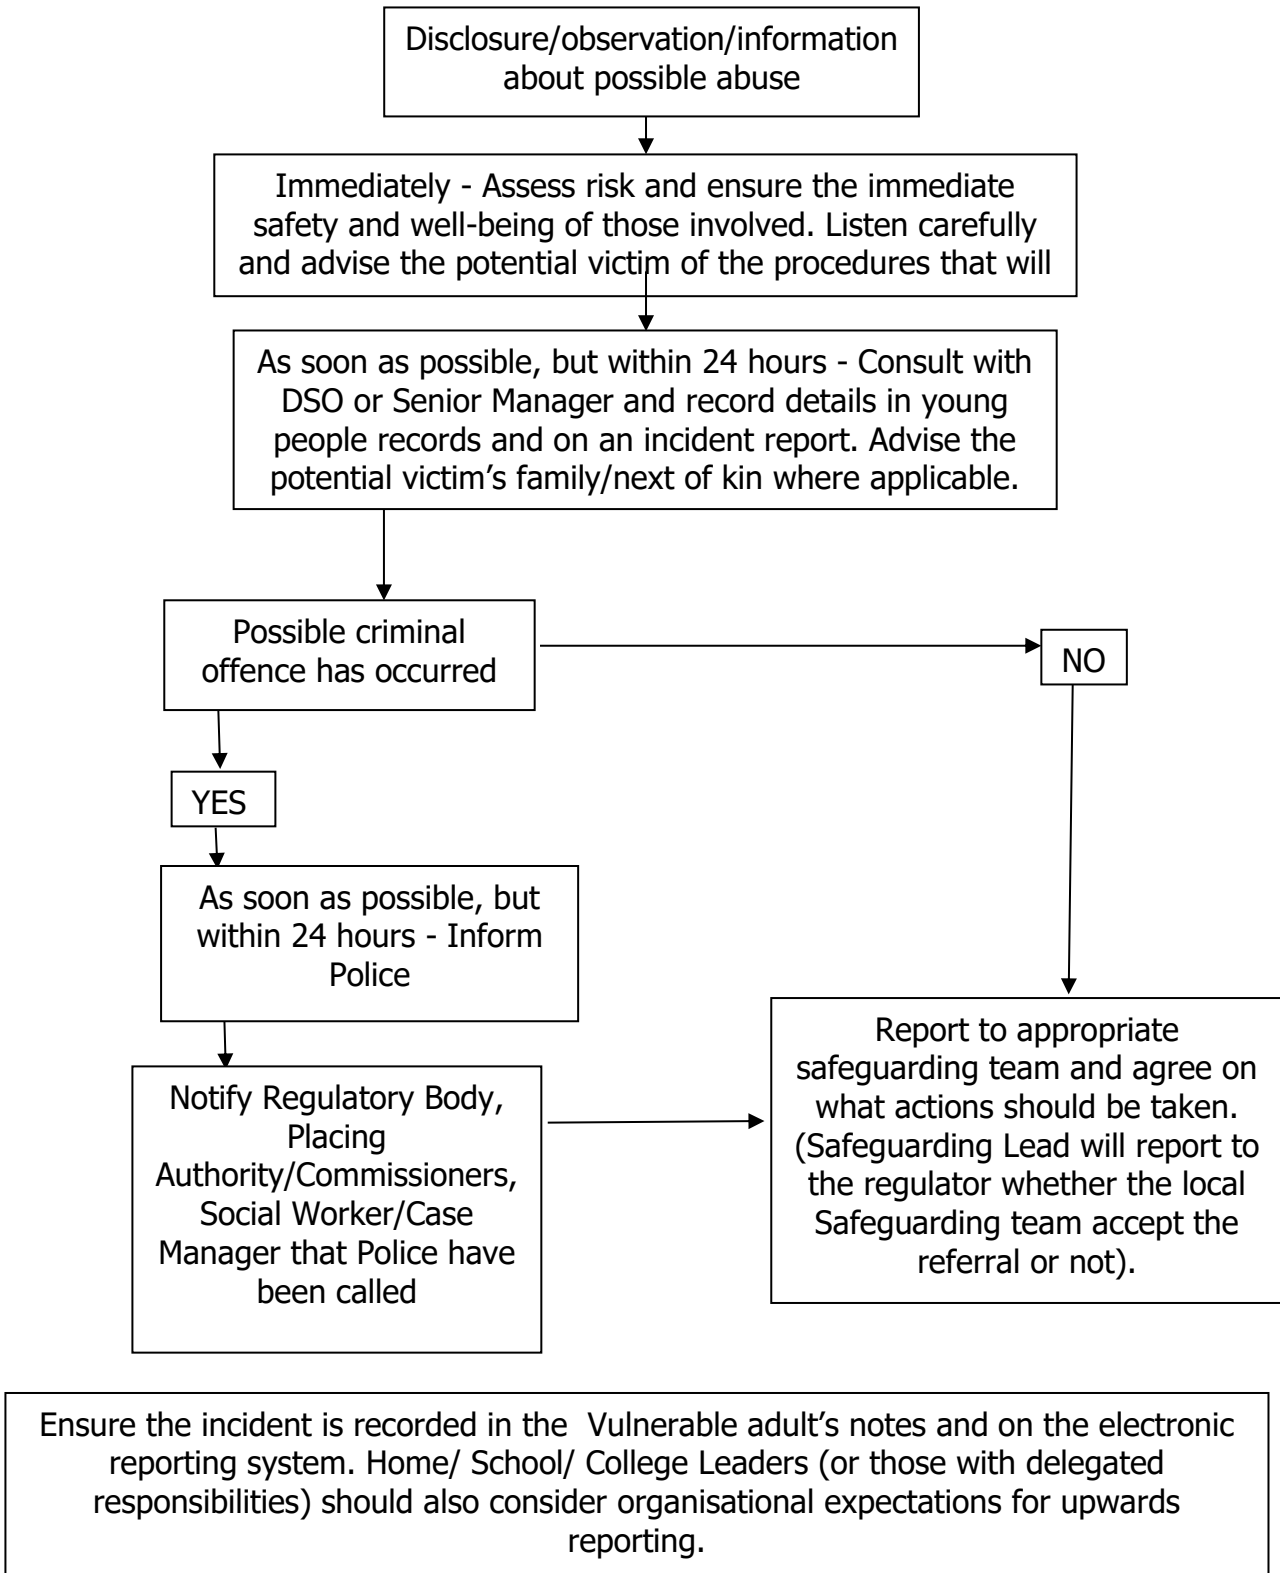 Disclosure/observation/information
about possible abuse
Immediately - Assess risk and ensure the immediate
safety and well-being of those involved. Listen carefully
and advise the potential victim of the procedures that will
As soon as possible, but within 24 hours - Consult with
DSO or Senior Manager and record details in young
people records and on an incident report. Advise the
potential victim’s family/next of kin where applicable.
Possible criminal
offence has occurred
NO
YES
As soon as possible, but
within 24 hours - Inform
Police
Notify Regulatory Body,
Placing
Authority/Commissioners,
Social Worker/Case
Manager that Police have
been called
Report to appropriate
safeguarding team and agree on
what actions should be taken.
(Safeguarding Lead will report to
the regulator whether the local
Safeguarding team accept the
referral or not).
Ensure the incident is recorded in the  Vulnerable adult’s notes and on the electronic
reporting system. Home/ School/ College Leaders (or those with delegated
responsibilities) should also consider organisational expectations for upwards
reporting.